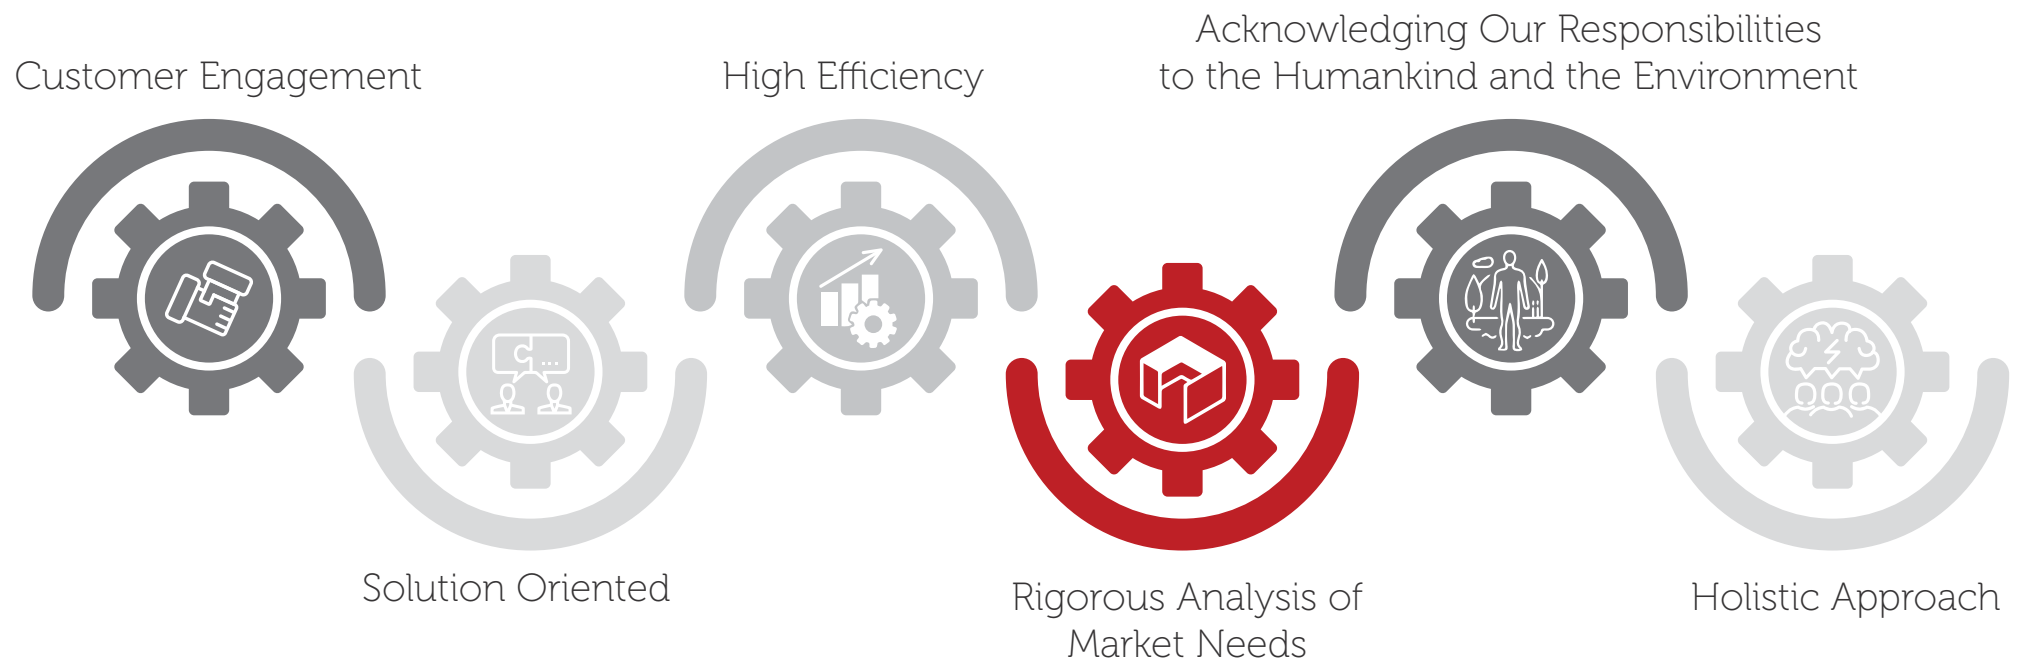 Customer Engagement
Solution Oriented
High Efficiency
Rigorous Analysis of
Market Needs
Acknowledging Our Responsibilities
to the Humankind and the Environment
Holistic Approach